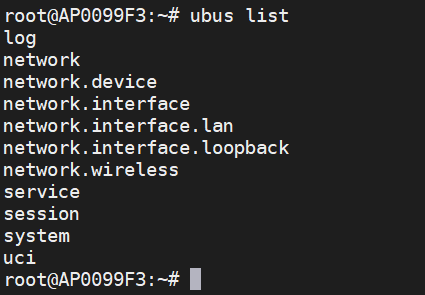 root@AP0099F3:~# ubus list
log
network
network.device
network.interface
network.interface.lan
network.interface.loopback
network.wireless
service
session
system
uci
root@AP0099F3:~#